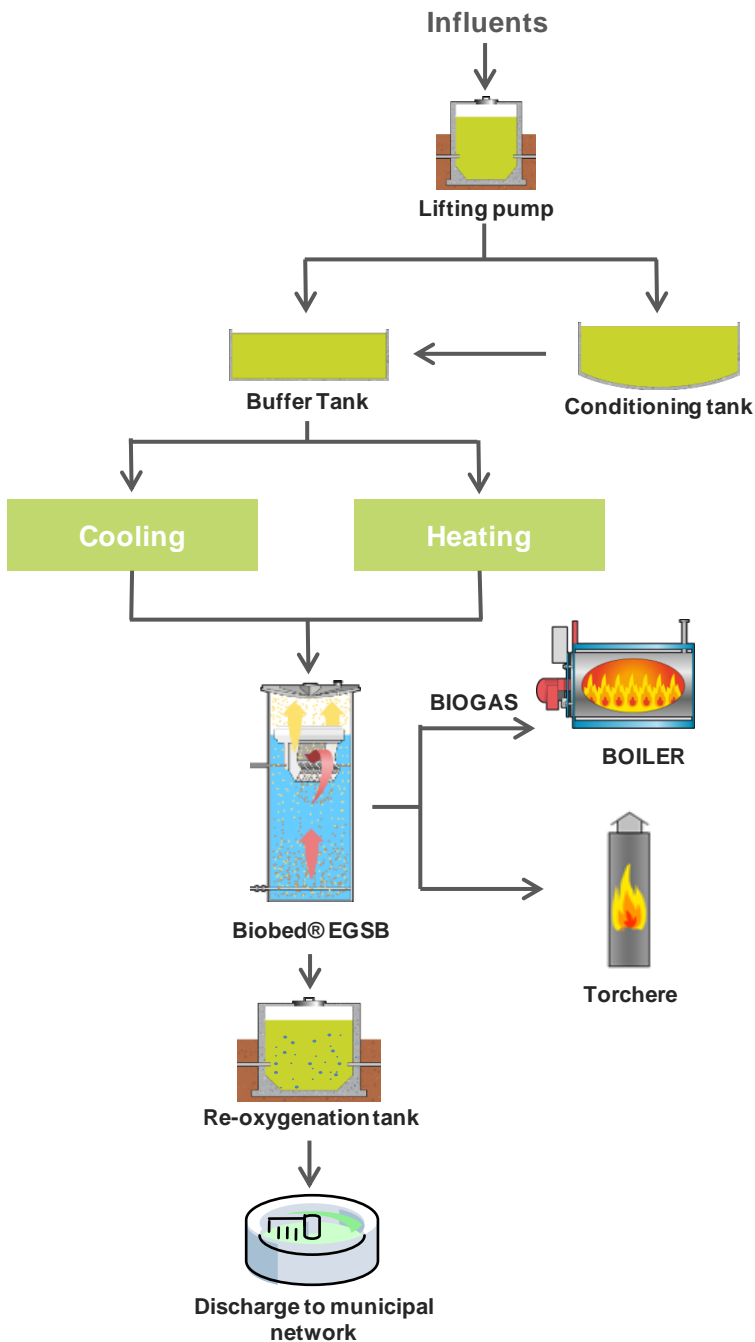 Influents
Lifting pump
Buffer Tank
Conditioning tank
Cooling
Heating
BIOGAS
BOILER
Biobed® EGSB
Torchere
Re-oxygenation tank
Discharge to municipal
network